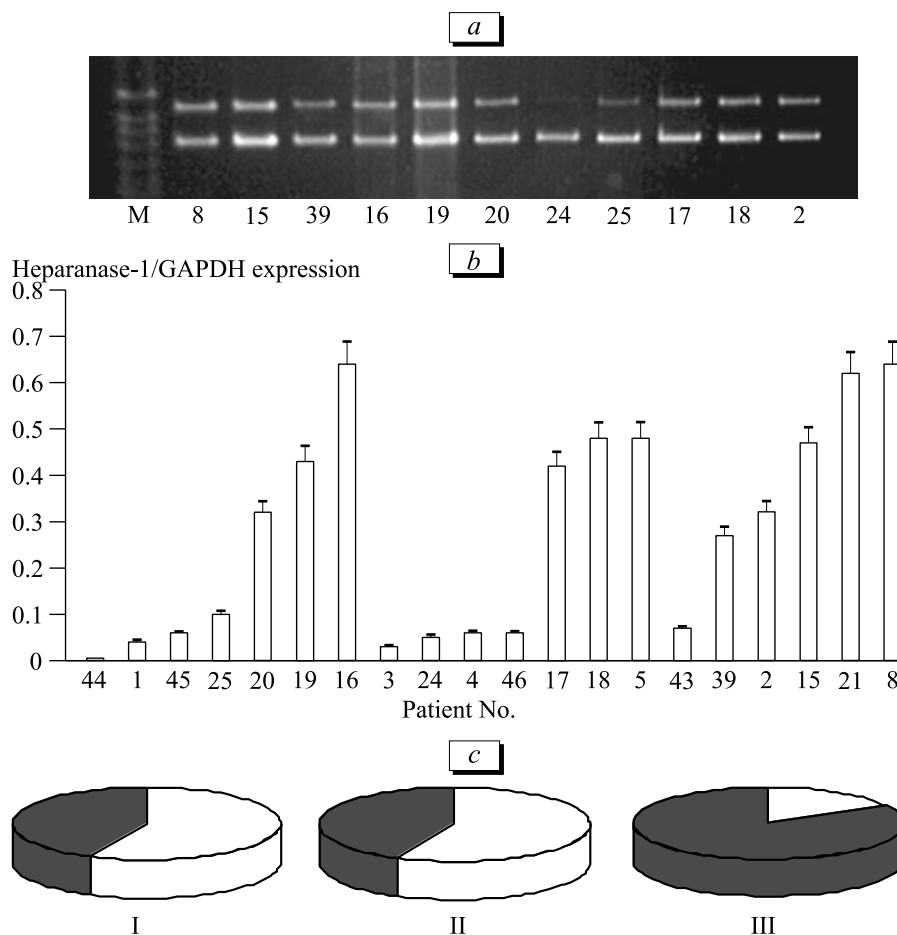 a
M 8 15 39 16 19 20 24 25 17 18 2
b
Heparanase-1/GAPDH expression
0.8
0.7
0.6
0.5
0.4
0.3
0.2
0.1
0
44 1 45 25 20 19 16 3 24 4 46 17 18 5 43 39 2 15 21 8
Patient No.
c
I II III